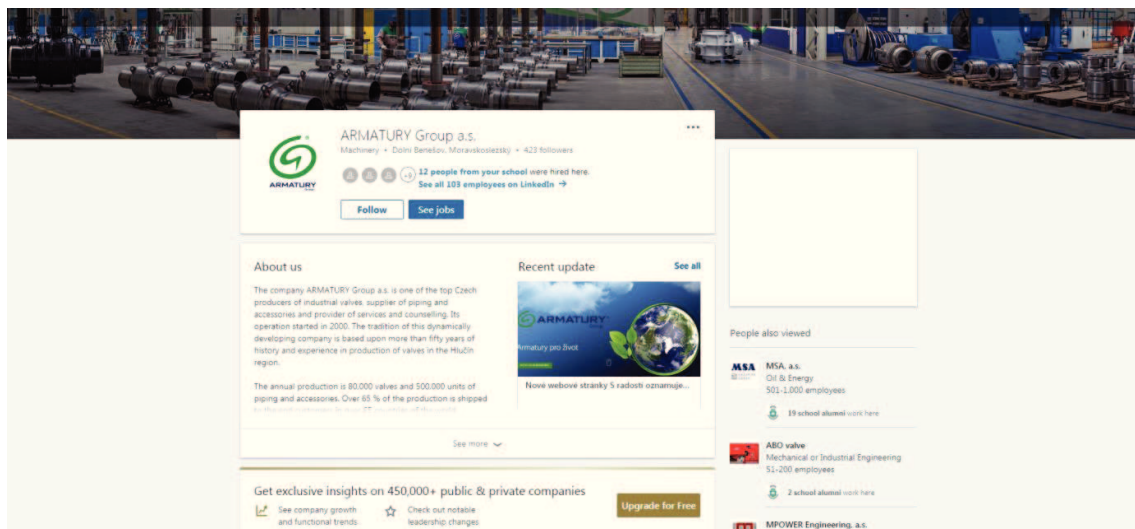 ARMATURY Group a.s.
Machinery • Dolní Benešov, Moravskoslezský • 423 followers
+9
12 people from your school were hired here.
See all 103 employees on LinkedIn →
Follow
See jobs
ARMATURY
Group
About us
The company ARMATURY Group a.s. is one of the top Czech
producers of industrial valves, supplier of piping and
accessories and provider of services and counselling. Its
operation started in 2000. The tradition of this dynamically
developing company is based upon more than fifty years of
history and experience in production of valves in the Hlučín
region.
The annual production is 80.000 valves and 500.000 units of
piping and accessories. Over 65 % of the production is shipped
See more
Recent update
See all
ARMATURY
Group
Armatury pro život
Nové webové stránky S radostí oznamuje...
Get exclusive insights on 450,000+ public & private companies
See company growth
and functional trends
Check out notable
leadership changes
Upgrade for Free
People also viewed
MSA
MSA, a.s.
Oil & Energy
501-1,000 employees
19 school alumni work here
ABO valve
Mechanical or Industrial Engineering
51-200 employees
2 school alumni work here
MPOWER Engineering, a.s.